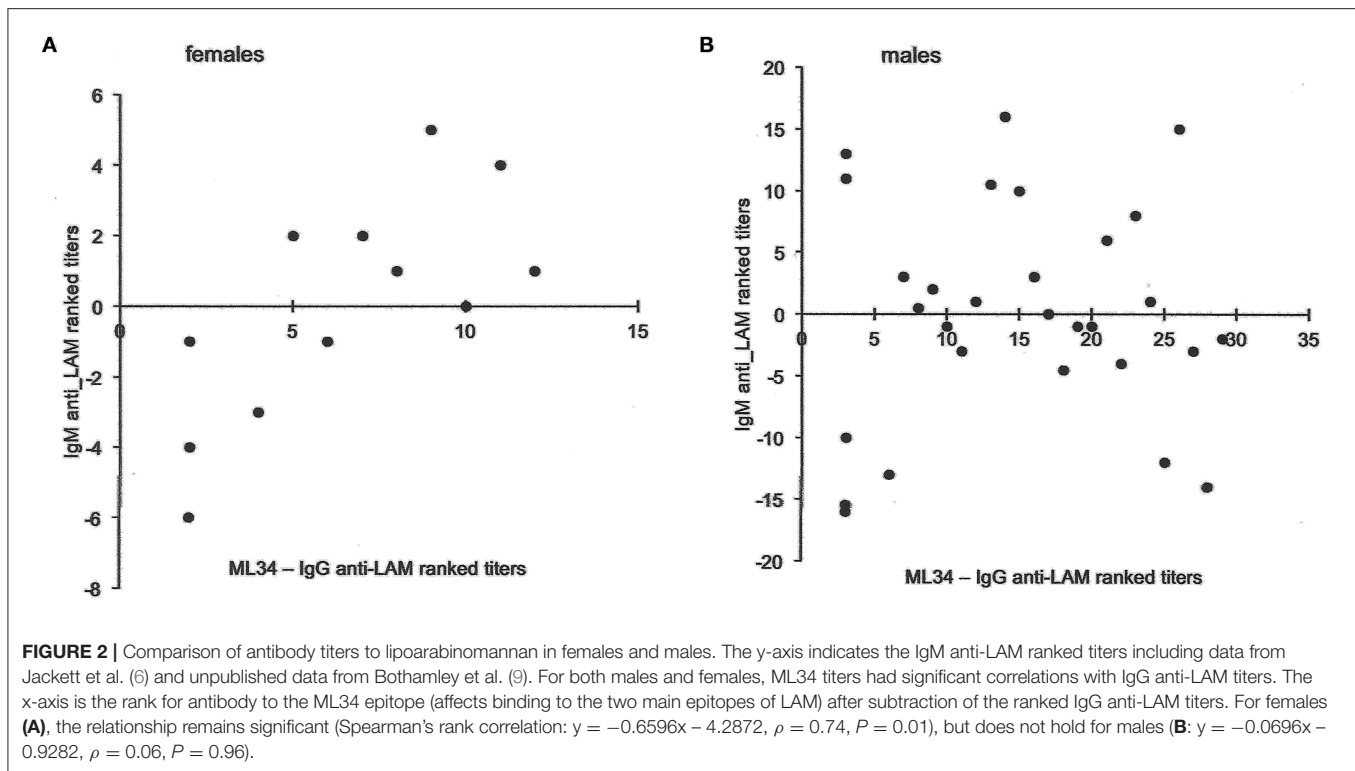 A
females
6
4
2
0
-2
-4
-6
-8
0
5
10
15
IgM anti_LAM ranked titers
ML34 – IgG anti-LAM ranked titers
B
males
20
15
10
5
0
-5
-10
-15
-20
0
5
10
15
20
25
30
35
IgM anti_LAM ranked titers
ML34 – IgG anti-LAM ranked titers
FIGURE 2 | Comparison of antibody titers to lipoarabinomannan in females and males. The y-axis indicates the IgM anti-LAM ranked titers including data from
Jackett et al. (6) and unpublished data from Bothamley et al. (9). For both males and females, ML34 titers had significant correlations with IgG anti-LAM titers. The
x-axis is the rank for antibody to the ML34 epitope (affects binding to the two main epitopes of LAM) after subtraction of the ranked IgG anti-LAM titers. For females
(A), the relationship remains significant (Spearman's rank correlation: y = −0.6596x – 4.2872, ρ = 0.74, P = 0.01), but does not hold for males (B: y = −0.0696x –
0.9282, ρ = 0.06, P = 0.96).